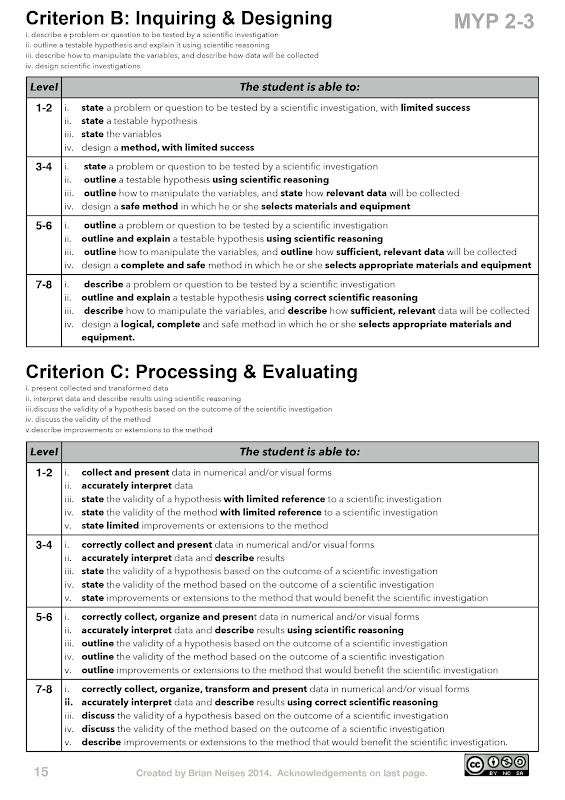 Criterion B: Inquiring & Designing
MYP 2-3
i. describe a problem or question to be tested by a scientific investigation
ii. outline a testable hypothesis and explain it using scientific reasoning
iii. describe how to manipulate the variables, and describe how data will be collected
iv. design scientific investigations
Level The student is able to:
1-2 i. state a problem or question to be tested by a scientific investigation, with limited success
ii. state a testable hypothesis
iii. state the variables
iv. design a method, with limited success
3-4 i. state a problem or question to be tested by a scientific investigation
ii. outline a testable hypothesis using scientific reasoning
iii. outline how to manipulate the variables, and state how relevant data will be collected
iv. design a safe method in which he or she selects materials and equipment
5-6 i. outline a problem or question to be tested by a scientific investigation
ii. outline and explain a testable hypothesis using scientific reasoning
iii. outline how to manipulate the variables, and outline how sufficient, relevant data will be collected
iv. design a complete and safe method in which he or she selects appropriate materials and equipment
7-8 i. describe a problem or question to be tested by a scientific investigation
ii. outline and explain a testable hypothesis using correct scientific reasoning
iii. describe how to manipulate the variables, and describe how sufficient, relevant data will be collected
iv. design a logical, complete and safe method in which he or she selects appropriate materials and
equipment.
Criterion C: Processing & Evaluating
i. present collected and transformed data
ii. interpret data and describe results using scientific reasoning
iii.discuss the validity of a hypothesis based on the outcome of the scientific investigation
iv. discuss the validity of the method
v.describe improvements or extensions to the method
Level The student is able to:
1-2 i. collect and present data in numerical and/or visual forms
ii. accurately interpret data
iii. state the validity of a hypothesis with limited reference to a scientific investigation
iv. state the validity of the method with limited reference to a scientific investigation
v. state limited improvements or extensions to the method
3-4 i. correctly collect and present data in numerical and/or visual forms
ii. accurately interpret data and describe results
iii. state the validity of a hypothesis based on the outcome of a scientific investigation
iv. state the validity of the method based on the outcome of a scientific investigation
v. state improvements or extensions to the method that would benefit the scientific investigation
5-6 i. correctly collect, organize and present data in numerical and/or visual forms
ii. accurately interpret data and describe results using scientific reasoning
iii. outline the validity of a hypothesis based on the outcome of a scientific investigation
iv. outline the validity of the method based on the outcome of a scientific investigation
v. outline improvements or extensions to the method that would benefit the scientific investigation
7-8 i. correctly collect, organize, transform and present data in numerical and/or visual forms
ii. accurately interpret data and describe results using correct scientific reasoning
iii. discuss the validity of a hypothesis based on the outcome of a scientific investigation
iv. discuss the validity of the method based on the outcome of a scientific investigation
v. describe improvements or extensions to the method that would benefit the scientific investigation.
15 Created by Brian Neises 2014. Acknowledgements on last page.
cc
BY NC SA